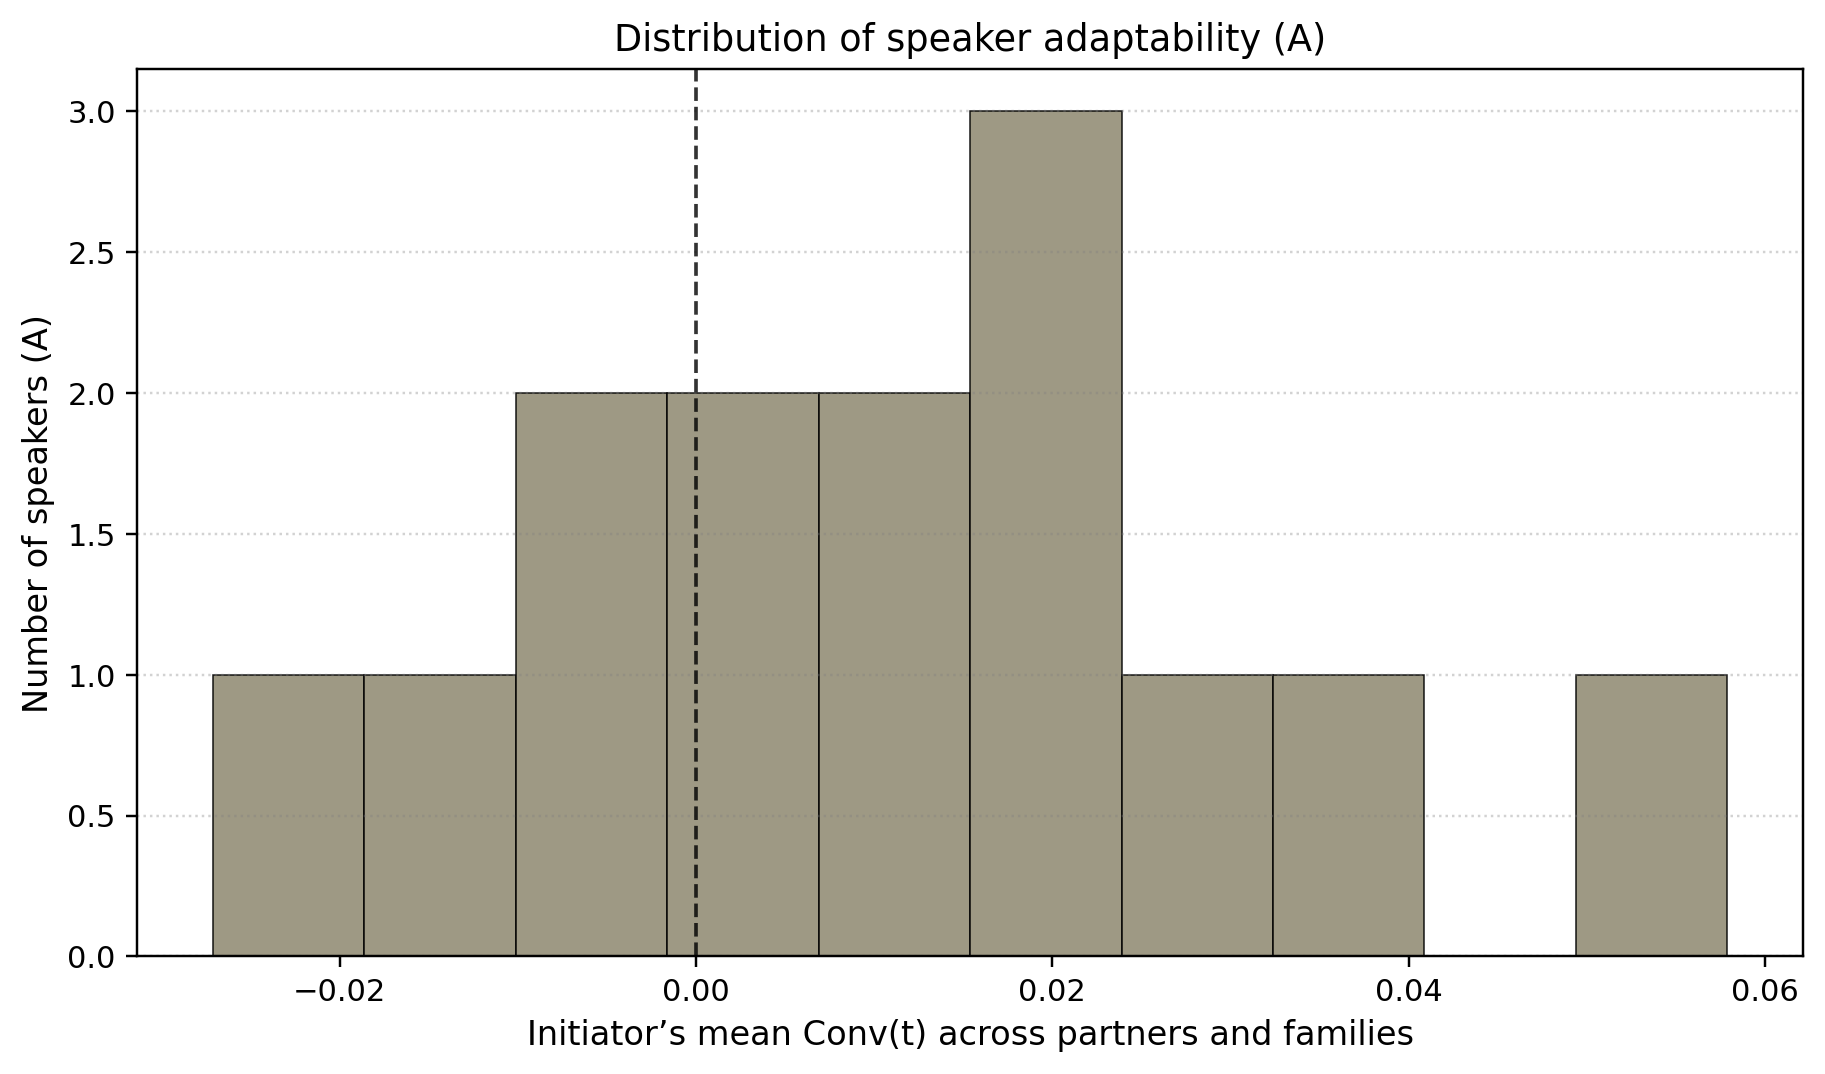 Distribution of speaker adaptability (A)
Number of speakers (A)
3.0
2.5
2.0
1.5
1.0
0.5
0.0
−0.02 0.00 0.02 0.04 0.06
Initiator’s mean Conv(t) across partners and families